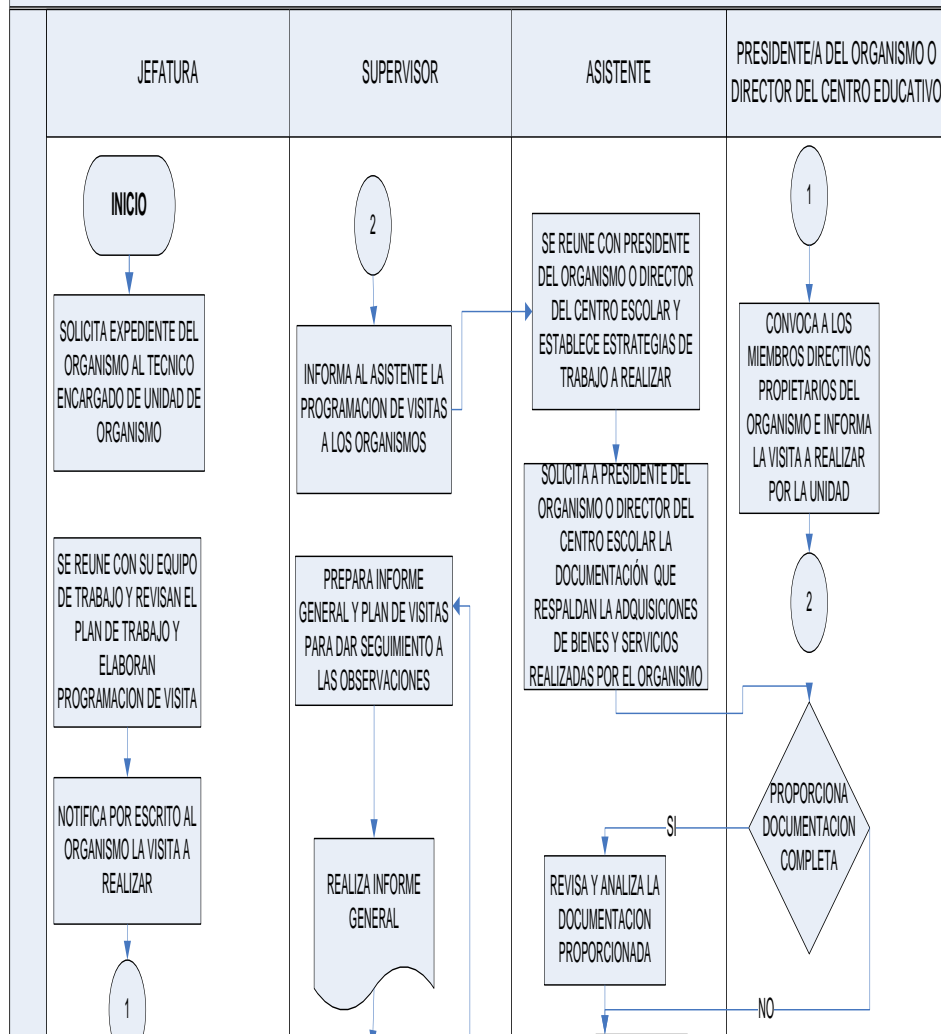 JEFATURA
SUPERVISOR
ASISTENTE
PRESIDENTE/A DEL ORGANISMO O
DIRECTOR DEL CENTRO EDUCATIVO
INICIO
SOLICITA EXPEDIENTE DEL
ORGANISMO AL TECNICO
ENCARGADO DE UNIDAD DE
ORGANISMO
SE REUNE CON SU EQUIPO
DE TRABAJO Y REVISAN EL
PLAN DE TRABAJO Y
ELABORAN
PROGRAMACION DE VISITA
NOTIFICA POR ESCRITO AL
ORGANISMO LA VISITA A
REALIZAR
1
2
INFORMA AL ASISTENTE LA
PROGRAMACION DE VISITAS
A LOS ORGANISMOS
PREPARA INFORME
GENERAL Y PLAN DE VISITAS
PARA DAR SEGUIMIENTO A
LAS OBSERVACIONES
REALIZA INFORME
GENERAL
SE REUNE CON PRESIDENTE
DEL ORGANISMO O DIRECTOR
DEL CENTRO ESCOLAR Y
ESTABLECE ESTRATEGIAS DE
TRABAJO A REALIZAR
SOLICITA A PRESIDENTE DEL
ORGANISMO O DIRECTOR DEL
CENTRO ESCOLAR LA
DOCUMENTACIÓN QUE
RESPALDAN LA ADQUISICIONES
DE BIENES Y SERVICIOS
REALIZADAS POR EL ORGANISMO
SI
REVISA Y ANALIZA LA
DOCUMENTACION
PROPORCIONADA
1
CONVOCA A LOS
MIEMBROS DIRECTIVOS
PROPIETARIOS DEL
ORGANISMO E INFORMA
LA VISITA A REALIZAR
POR LA UNIDAD
2
PROPORCIONA
DOCUMENTACION
COMPLETA
NO